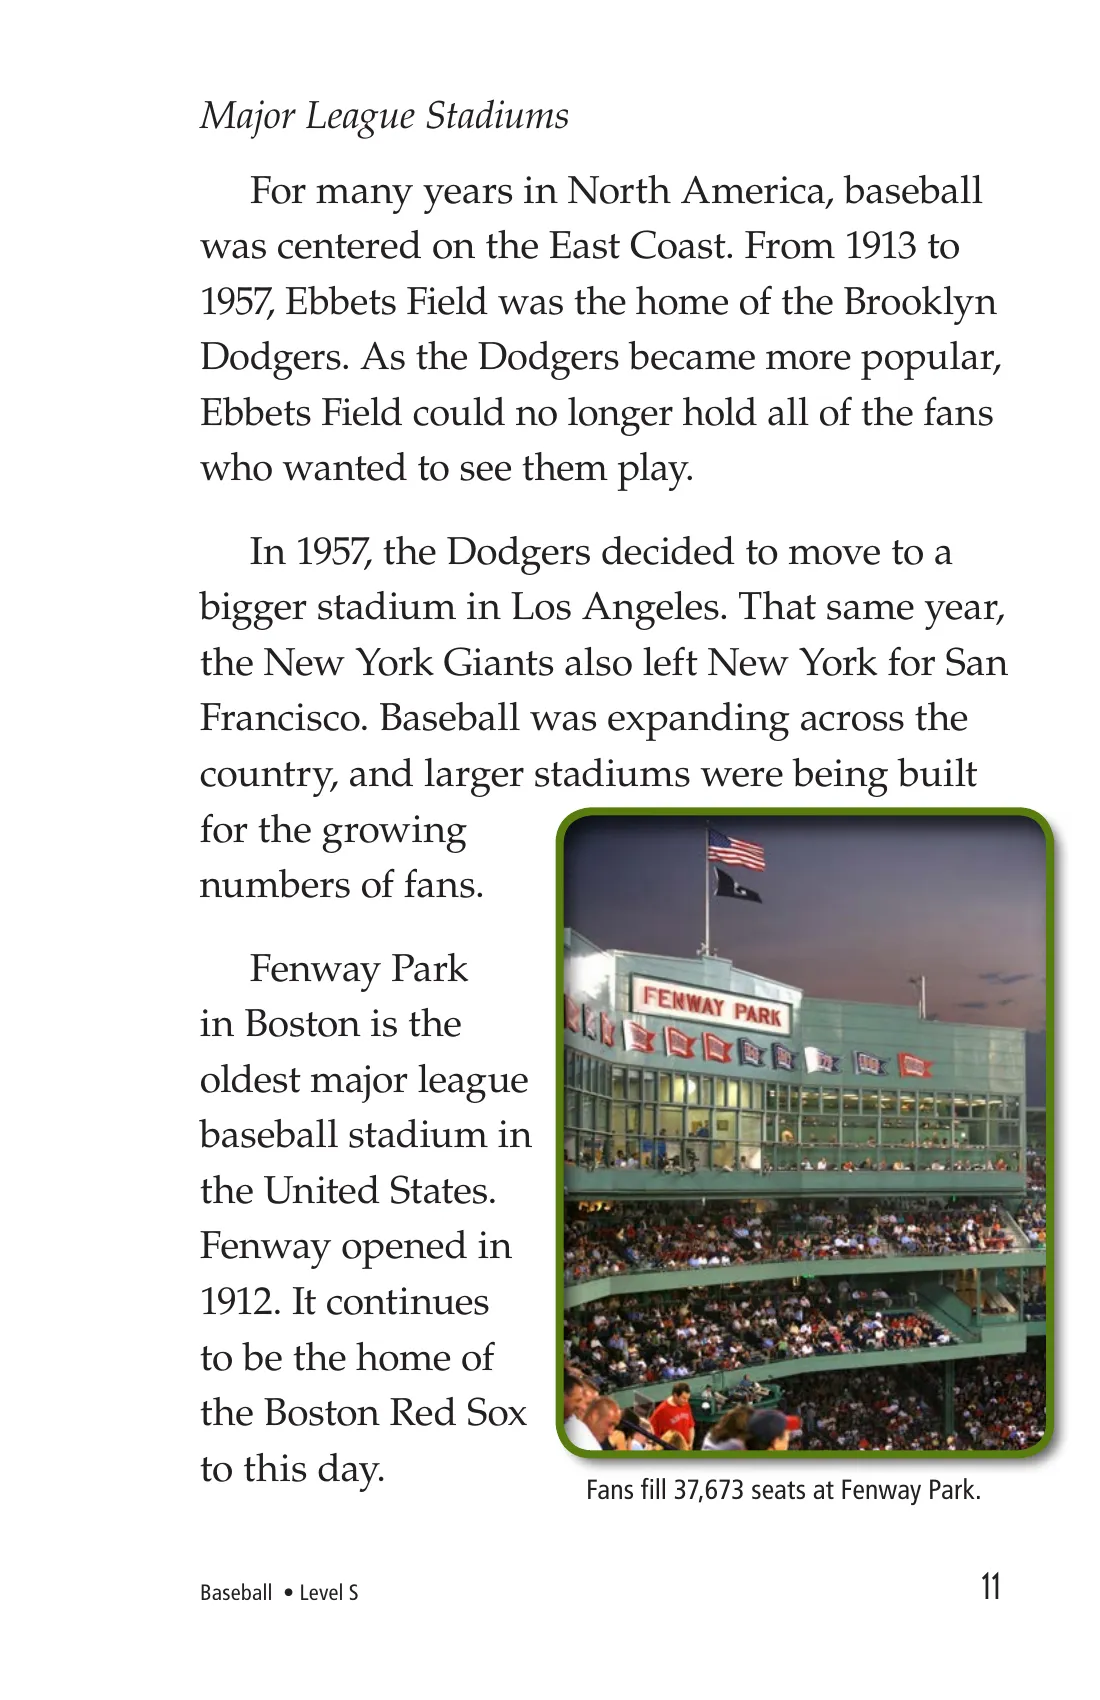 Major League Stadiums
For many years in North America, baseball
was centered on the East Coast. From 1913 to
1957, Ebbets Field was the home of the Brooklyn
Dodgers. As the Dodgers became more popular,
Ebbets Field could no longer hold all of the fans
who wanted to see them play.
In 1957, the Dodgers decided to move to a
bigger stadium in Los Angeles. That same year,
the New York Giants also left New York for San
Francisco. Baseball was expanding across the
country, and larger stadiums were being built
for the growing
numbers of fans.
Fenway Park
in Boston is the
oldest major league
baseball stadium in
the United States.
Fenway opened in
1912. It continues
to be the home of
the Boston Red Sox
to this day.
FENWAY PARK
Fans fill 37,673 seats at Fenway Park.
Baseball • Level S
11